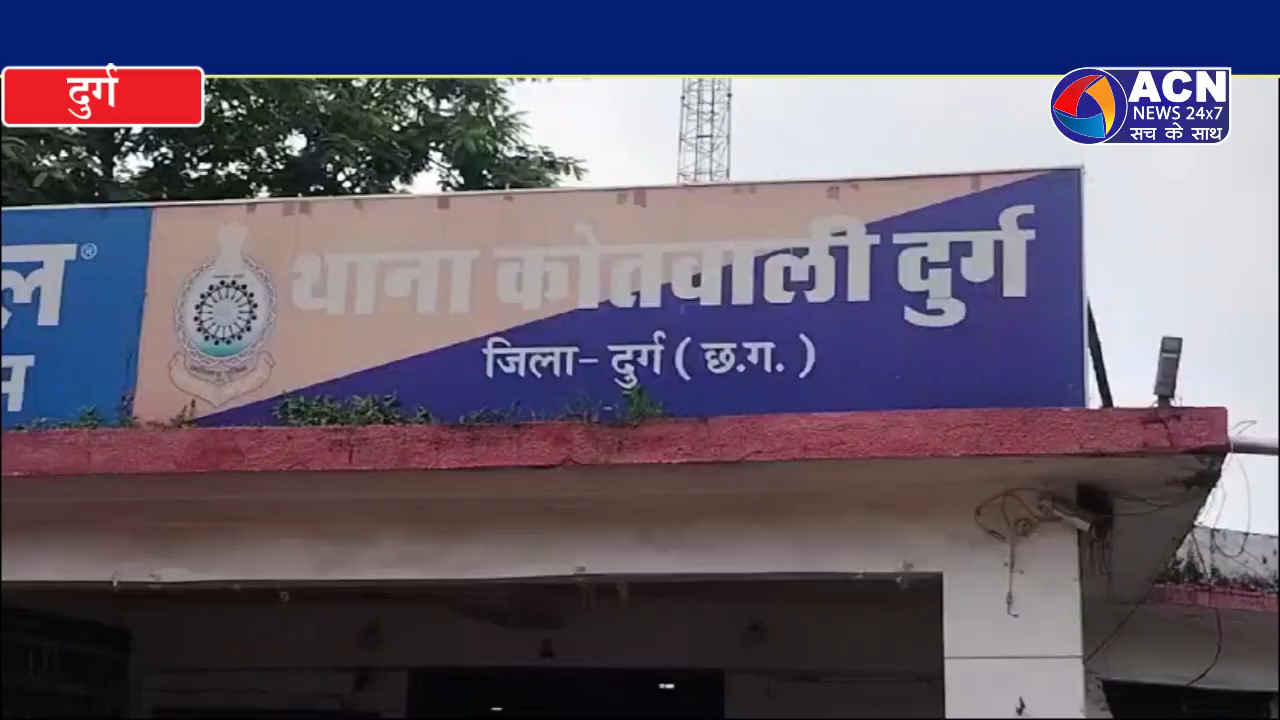 दुर्ग
ACN
NEWS 24x7
सच के साथ
थाना कोतवाली दुर्ग
जिला- दुर्ग ( छ.ग. )